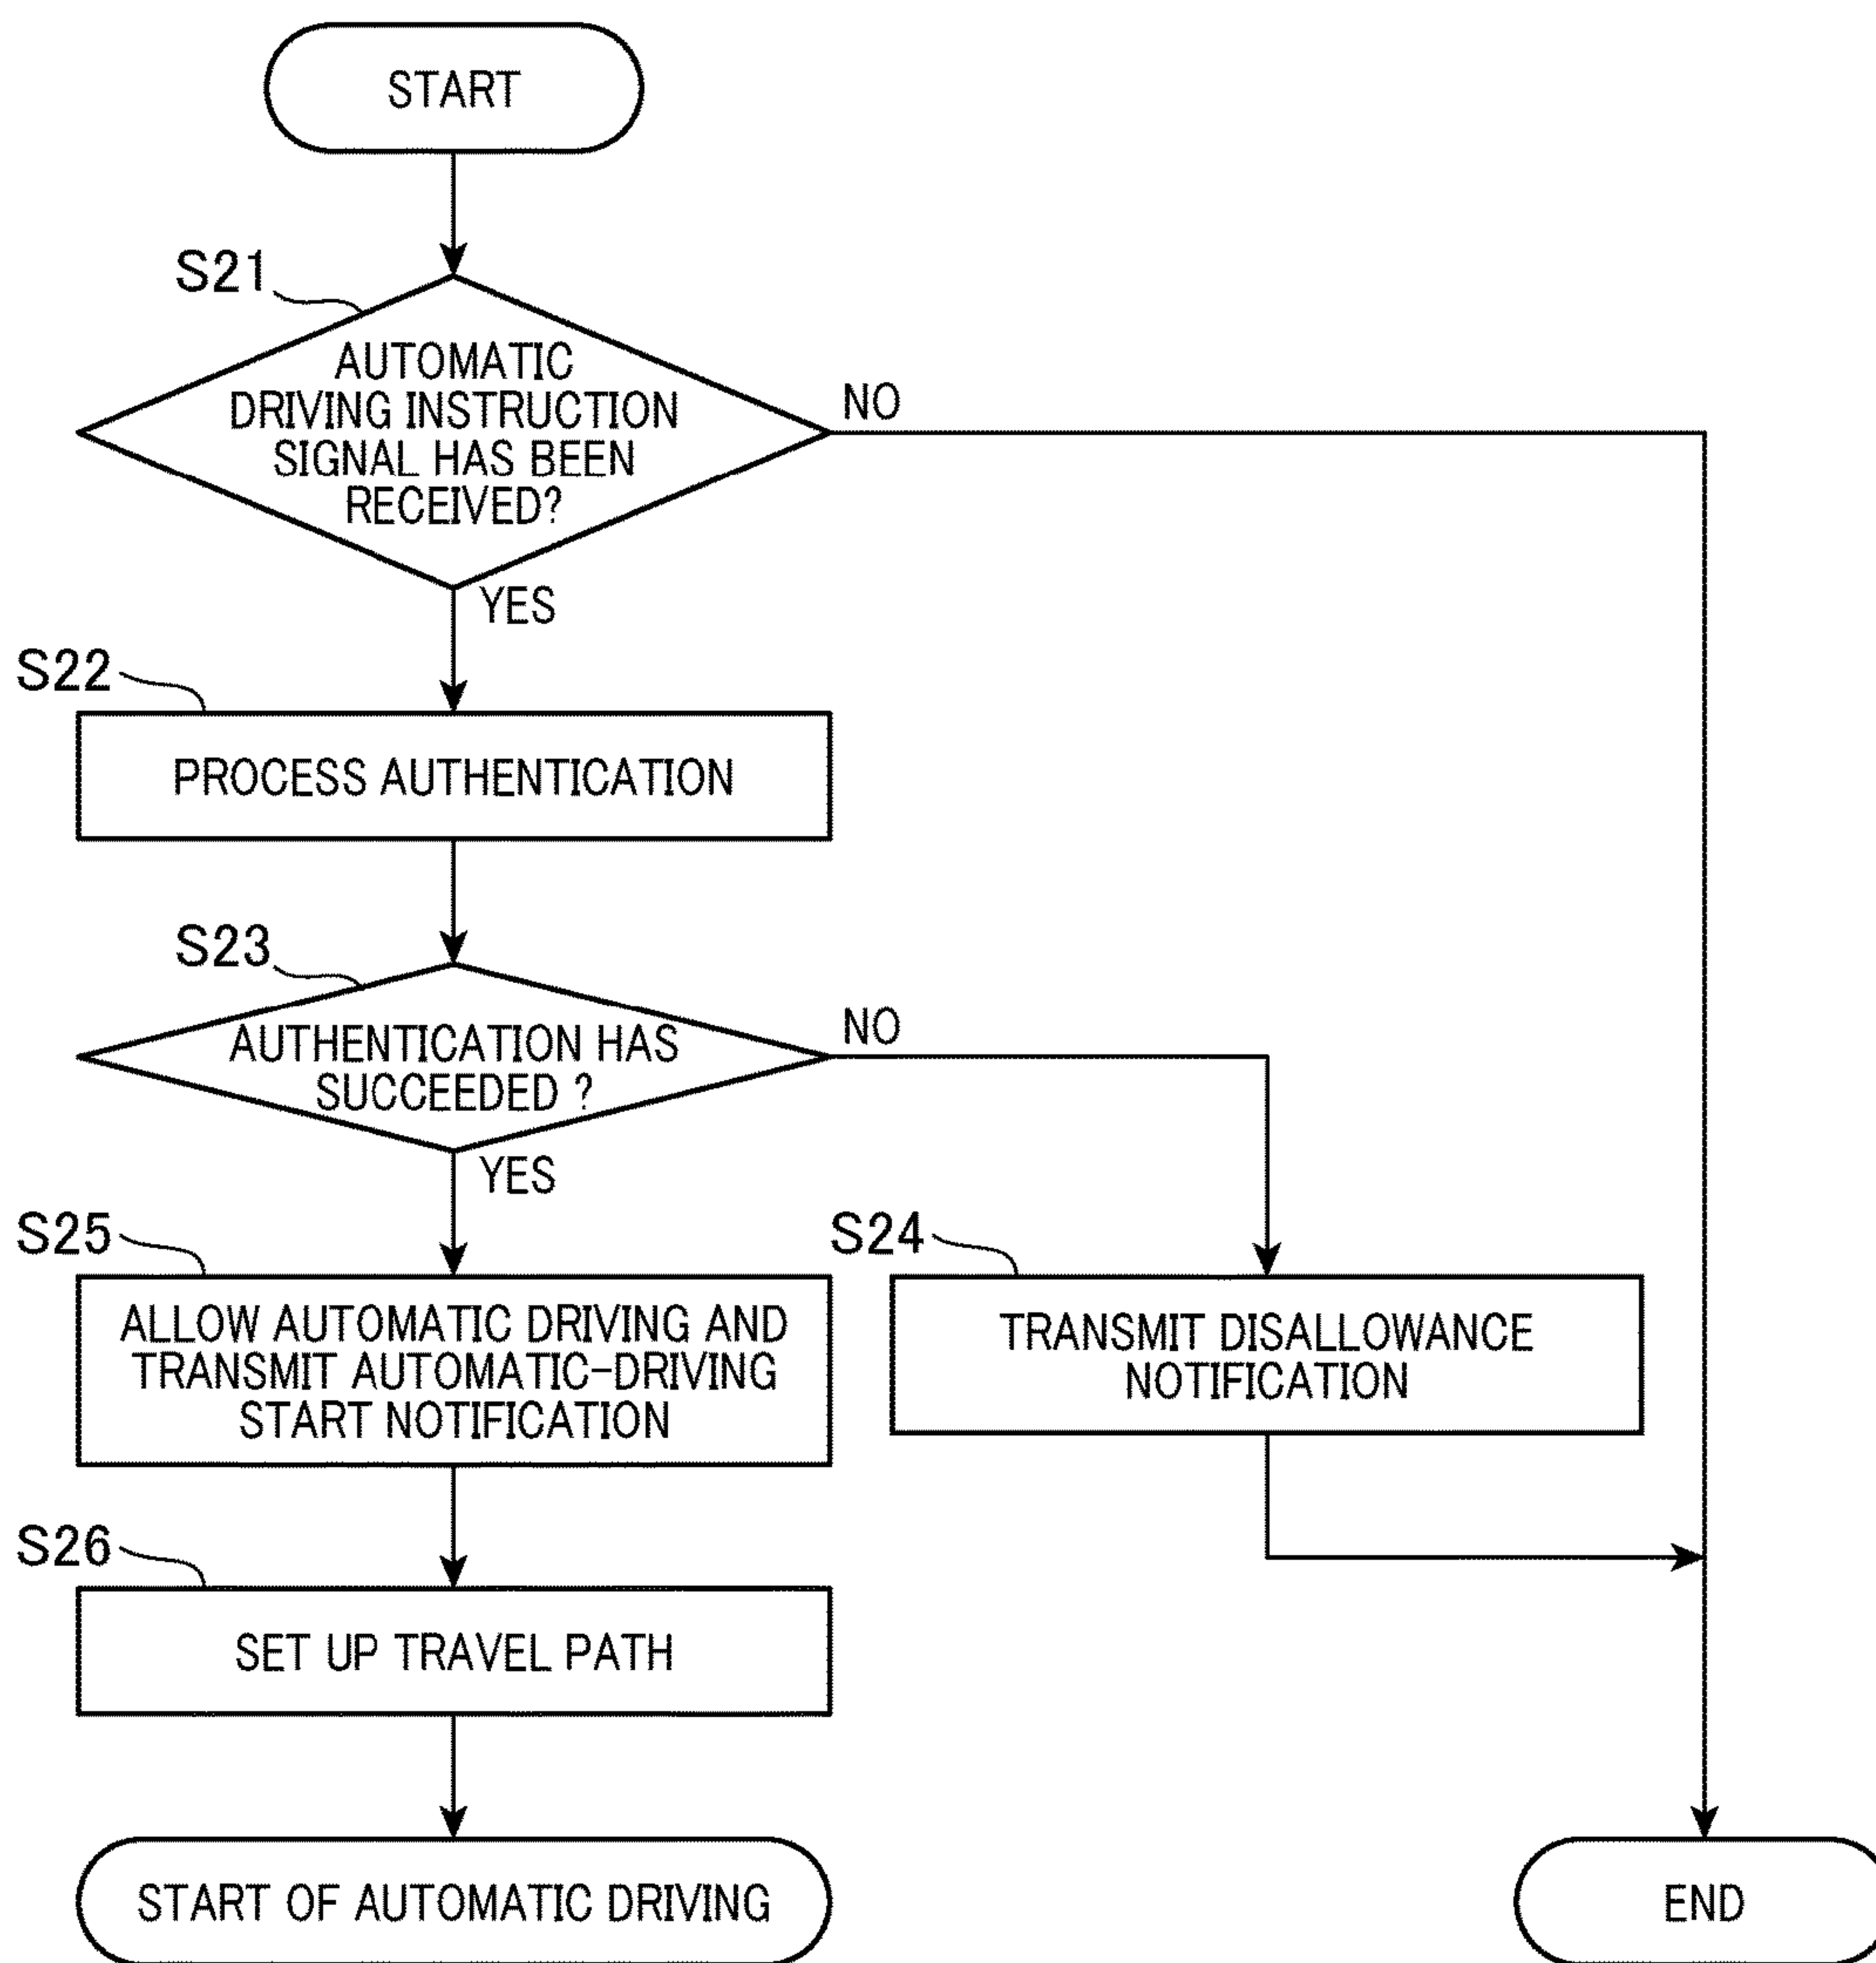 START
S21
AUTOMATIC
DRIVING INSTRUCTION
SIGNAL HAS BEEN
RECEIVED?
NO
YES
S22
PROCESS AUTHENTICATION
S23
AUTHENTICATION HAS
SUCCEEDED ?
NO
YES
S25
ALLOW AUTOMATIC DRIVING AND
TRANSMIT AUTOMATIC-DRIVING
START NOTIFICATION
S24
TRANSMIT DISALLOWANCE
NOTIFICATION
S26
SET UP TRAVEL PATH
START OF AUTOMATIC DRIVING
END